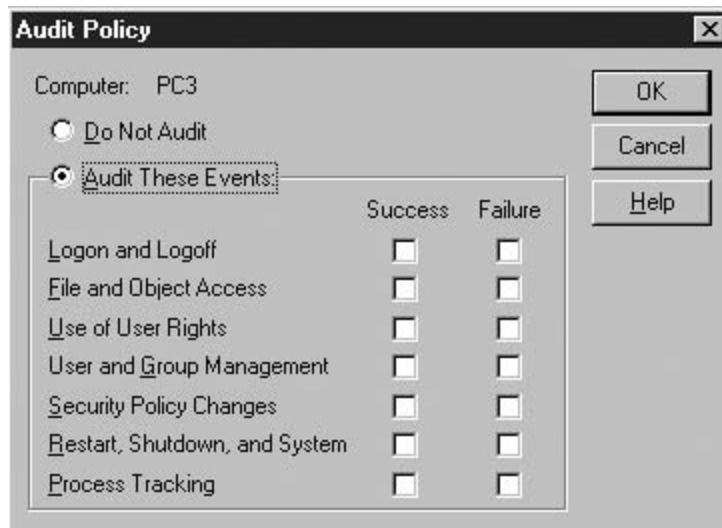 Audit Policy
Computer: PC3
Do Not Audit
Audit These Events:
Success Failure
Logon and Logoff
File and Object Access
Use of User Rights
User and Group Management
Security Policy Changes
Restart, Shutdown, and System
Process Tracking
OK
Cancel
Help